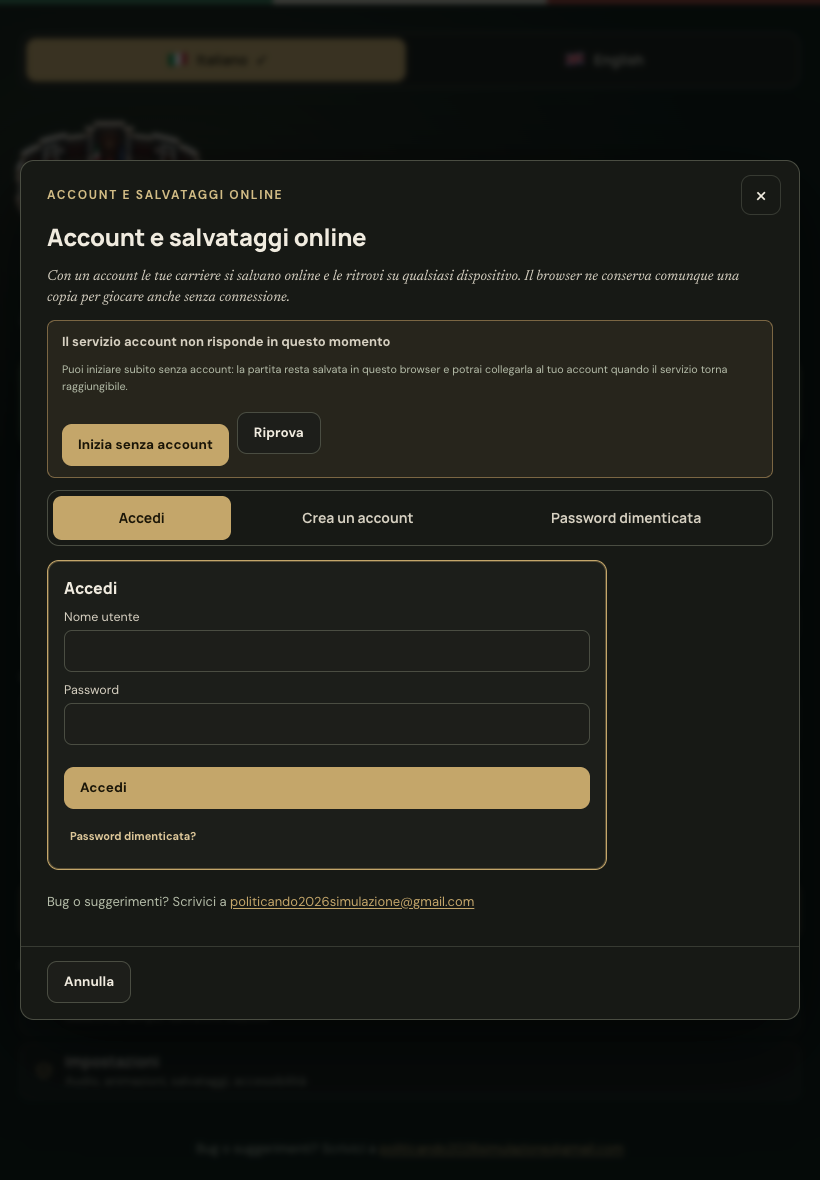 Italiano ✓
English
ACCOUNT E SALVATAGGI ONLINE
×
Account e salvataggi online
Con un account le tue carriere si salvano online e le ritrovi su qualsiasi dispositivo. Il browser ne conserva comunque una
copia per giocare anche senza connessione.
Il servizio account non risponde in questo momento
Puoi iniziare subito senza account: la partita resta salvata in questo browser e potrai collegarla al tuo account quando il servizio torna
raggiungibile.
Inizia senza account
Riprova
Accedi
Crea un account
Password dimenticata
Accedi
Nome utente
Password
Accedi
Password dimenticata?
Bug o suggerimenti? Scrivici a politicando2026simulazione@gmail.com
Annulla
Impostazioni
Bug o suggerimenti? Scrivici a